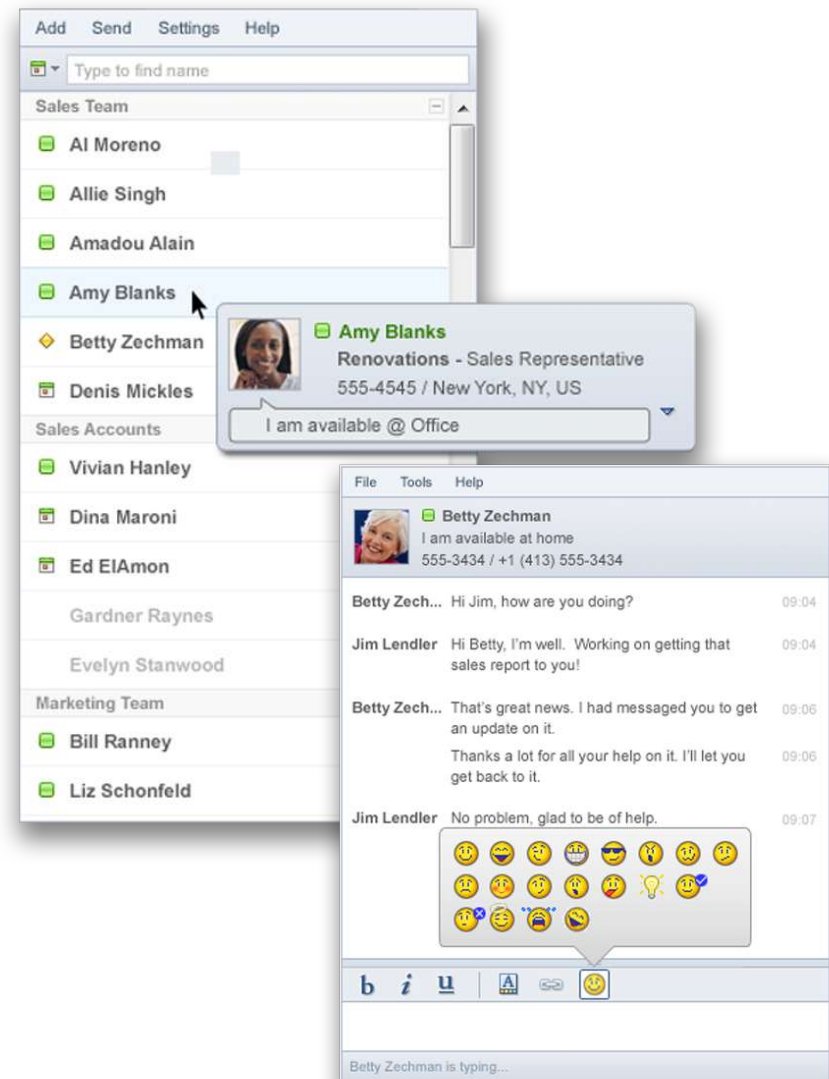 Add Send Settings Help
Type to find name
Sales Team
Al Moreno
Allie Singh
Amadou Alain
Amy Blanks
Betty Zechman
Denis Mickles
Sales Accounts
Vivian Hanley
Dina Maroni
Ed ElAmon
Gardner Raynes
Evelyn Stanwood
Marketing Team
Bill Ranney
Liz Schonfeld
Amy Blanks
Renovations - Sales Representative
555-4545 / New York, NY, US
I am available @ Office
File Tools Help
Betty Zechman
I am available at home
555-3434 / +1 (413) 555-3434
Betty Zech... Hi Jim, how are you doing? 09:04
Jim Lendler Hi Betty, I'm well. Working on getting that 09:04
sales report to you!
Betty Zech... That's great news. I had messaged you to get 09:06
an update on it.
Thanks a lot for all your help on it. I'll let you 09:06
get back to it.
Jim Lendler No problem, glad to be of help. 09:07
b i u A
Betty Zechman is typing...